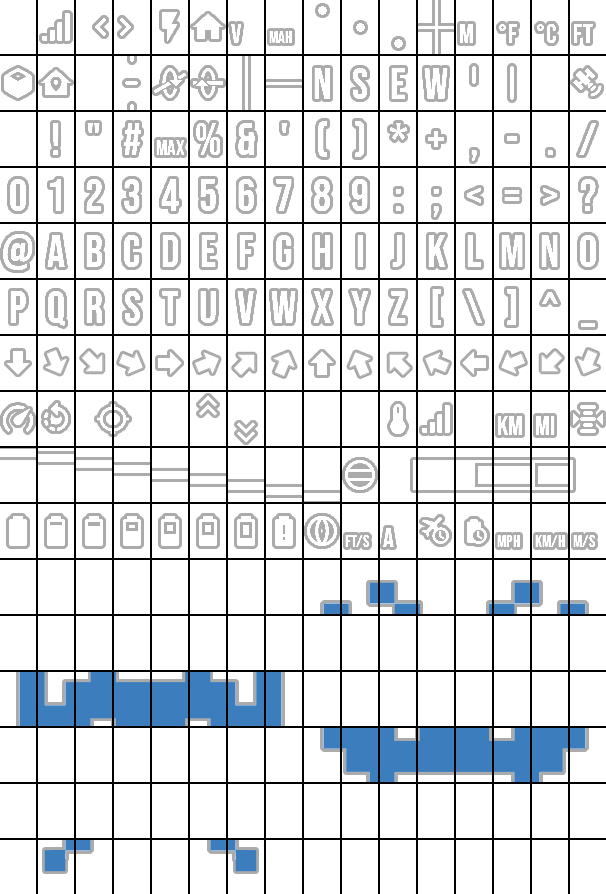 < > V MAH M °F °C FT
N S E W
! " # MAX % & ' ( ) * + , - . /
0 1 2 3 4 5 6 7 8 9 : ; < = > ?
@ A B C D E F G H I J K L M N O
P Q R S T U V W X Y Z [ \ ] ^ _
KM MI
! FT/S A MPH KM/H M/S